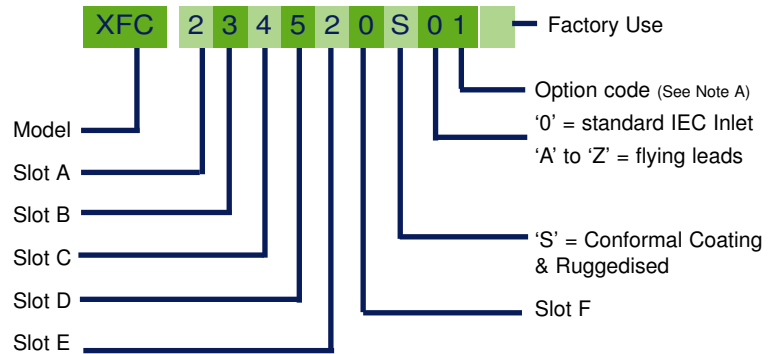 XFC 2 3 4 5 2 0 S 0 1
Factory Use
Option code (See Note A)
‘0’ = standard IEC Inlet
‘A’ to ‘Z’ = flying leads
Model
Slot A
Slot B
Slot C
Slot D
Slot E
‘S’ = Conformal Coating
& Ruggedised
Slot F